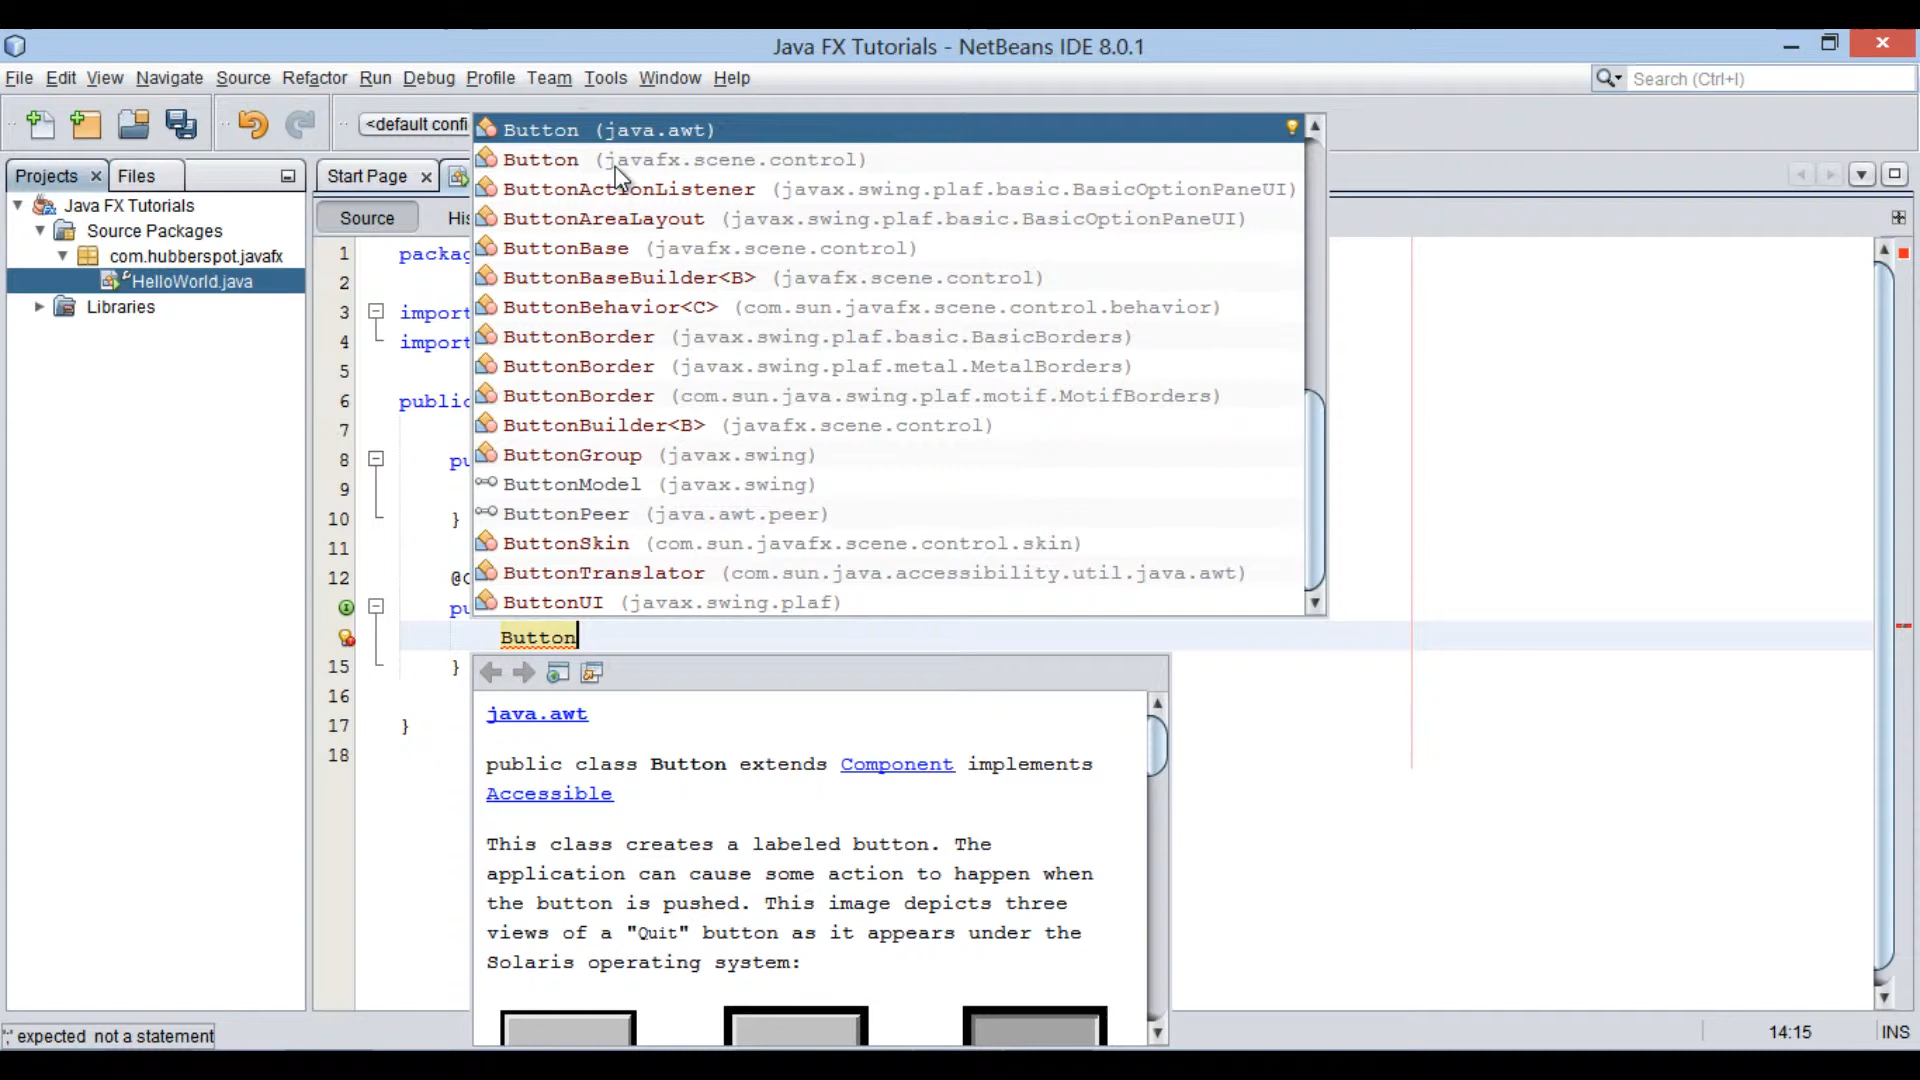 Java FX Tutorials - NetBeans IDE 8.0.1
File Edit View Navigate Source Refactor Run Debug Profile Team Tools Window Help
Search (Ctrl+I)
<default confi
Projects Files
Start Page
Source His
Java FX Tutorials
Source Packages
com.hubberspot.javafx
HelloWorld.java
Libraries
Button (java.awt)
Button (javafx.scene.control)
ButtonActionListener (javax.swing.plaf.basic.BasicOptionPaneUI)
ButtonAreaLayout (javax.swing.plaf.basic.BasicOptionPaneUI)
ButtonBase (javafx.scene.control)
ButtonBaseBuilder<B> (javafx.scene.control)
ButtonBehavior<C> (com.sun.javafx.scene.control.behavior)
ButtonBorder (javax.swing.plaf.basic.BasicBorders)
ButtonBorder (javax.swing.plaf.metal.MetalBorders)
ButtonBorder (com.sun.java.swing.plaf.motif.MotifBorders)
ButtonBuilder<B> (javafx.scene.control)
ButtonGroup (javax.swing)
ButtonModel (javax.swing)
ButtonPeer (java.awt.peer)
ButtonSkin (com.sun.javafx.scene.control.skin)
ButtonTranslator (com.sun.java.accessibility.util.java.awt)
ButtonUI (javax.swing.plaf)
1 packag
2
3 import
4 import
5
6 public
7
8 pu
9
10 }
11
12 @O
pu
Button
15 }
16
17 }
18
java.awt
public class Button extends Component implements
Accessible
This class creates a labeled button. The
application can cause some action to happen when
the button is pushed. This image depicts three
views of a "Quit" button as it appears under the
Solaris operating system:
';' expected not a statement
14:15 INS